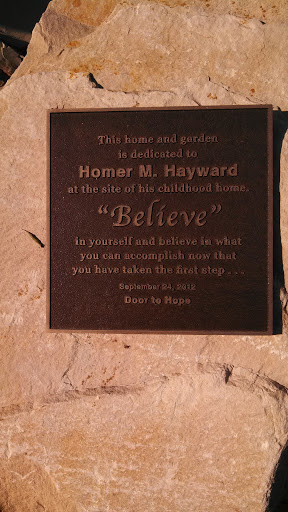 This home and garden
is dedicated to
Homer M. Hayward
at the site of his childhood home.
“Believe”
in yourself and believe in what
you can accomplish now that
you have taken the first step . . .
September 24, 2012
Door to Hope